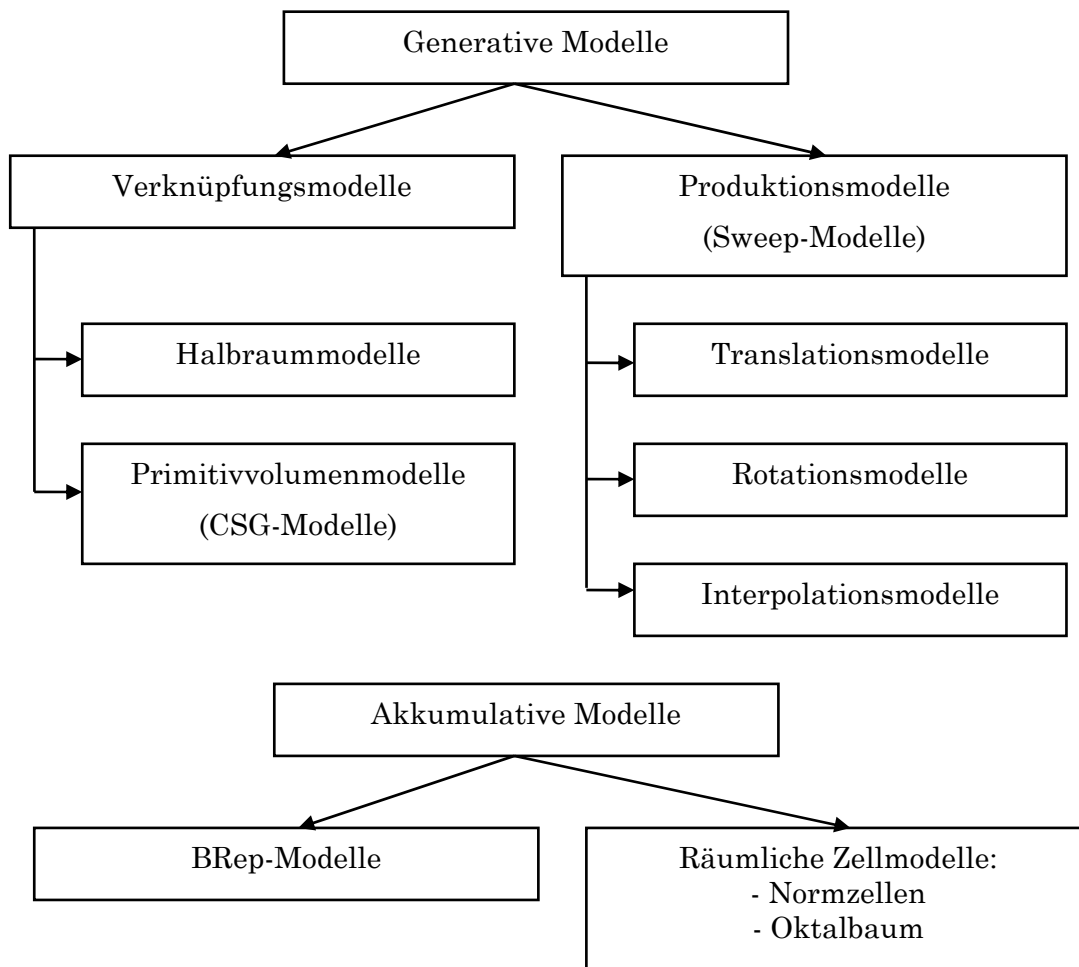 Generative Modelle
Verknüpfungsmodelle
Produktionsmodelle
(Sweep-Modelle)
Halbraummodelle
Translationsmodelle
Primitivvolumenmodelle
(CSG-Modelle)
Rotationsmodelle
Interpolationsmodelle
Akkumulative Modelle
BRep-Modelle
Räumliche Zellmodelle:
- Normzellen
- Oktalbaum